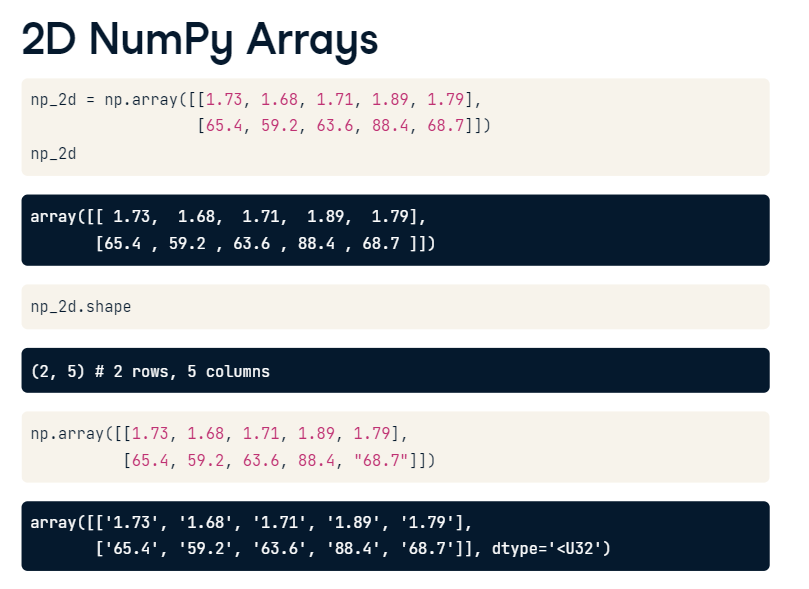 2D NumPy Arrays
np_2d = np.array([[1.73, 1.68, 1.71, 1.89, 1.79],
                  [65.4, 59.2, 63.6, 88.4, 68.7]])
np_2d
array([[ 1.73,  1.68,  1.71,  1.89,  1.79],
       [65.4 , 59.2 , 63.6 , 88.4 , 68.7 ]])
np_2d.shape
(2, 5) # 2 rows, 5 columns
np.array([[1.73, 1.68, 1.71, 1.89, 1.79],
          [65.4, 59.2, 63.6, 88.4, "68.7"]])
array([['1.73', '1.68', '1.71', '1.89', '1.79'],
       ['65.4', '59.2', '63.6', '88.4', '68.7']], dtype='<U32')